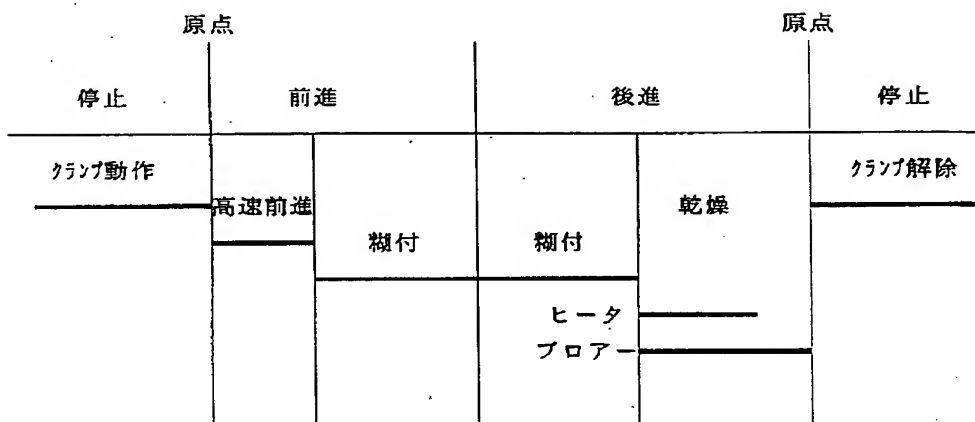 原点 原点
停止 前進 後進 停止
クランプ動作 クランプ解除
高速前進 乾燥
糊付 糊付
ヒータ
ブロアー